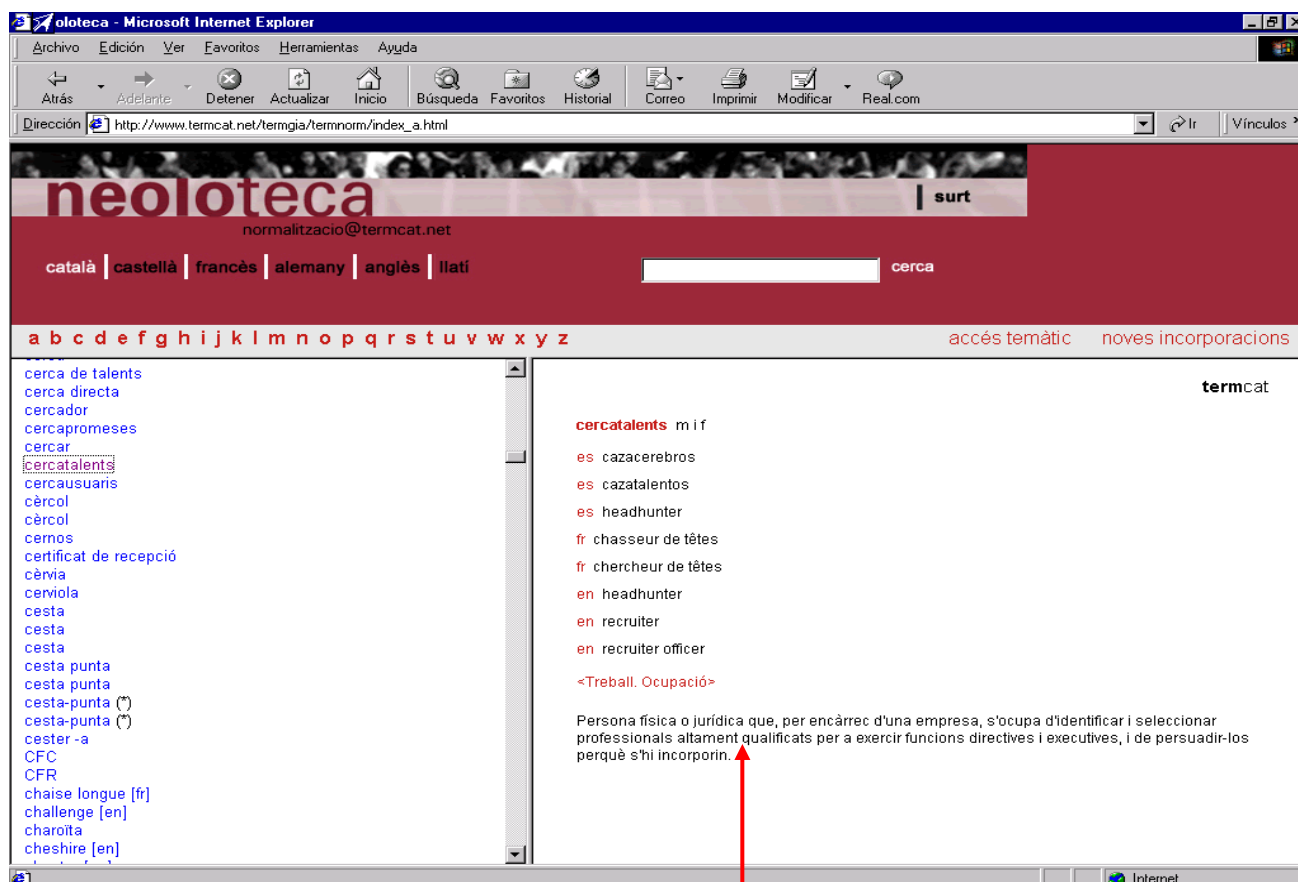 oloteca - Microsoft Internet Explorer
Archivo Edición Ver Favoritos Herramientas Ayuda
Atrás Adelante Detener Actualizar Inicio Búsqueda Favoritos Historial Correo Imprimir Modificar Real.com
Dirección http://www.termcat.net/termgia/termnorm/index_a.html Ir Vínculos
neoloteca
surt
normalitzacio@termcat.net
català castellà francès alemany anglès llatí cerca
a b c d e f g h i j k l m n o p q r s t u v w x y z accés temàtic noves incorporacions
cerca de talents
cerca directa
cercador
cercapromeses
cercar
cercatalents
cercausuaris
cèrcol
cèrcol
cernos
certificat de recepció
cèrvia
cerviola
cesta
cesta
cesta
cesta punta
cesta punta
cesta-punta (*)
cesta-punta (*)
cester -a
CFC
CFR
chaise longue [fr]
challenge [en]
charoïta
cheshire [en]
termcat
cercatalents m i f
es cazacerebros
es cazatalentos
es headhunter
fr chasseur de têtes
fr chercheur de têtes
en headhunter
en recruiter
en recruiter officer
<Treball. Ocupació>
Persona física o jurídica que, per encàrrec d'una empresa, s'ocupa d'identificar i seleccionar
professionals altament qualificats per a exercir funcions directives i executives, i de persuadir-los
perquè s'hi incorporin.
Internet